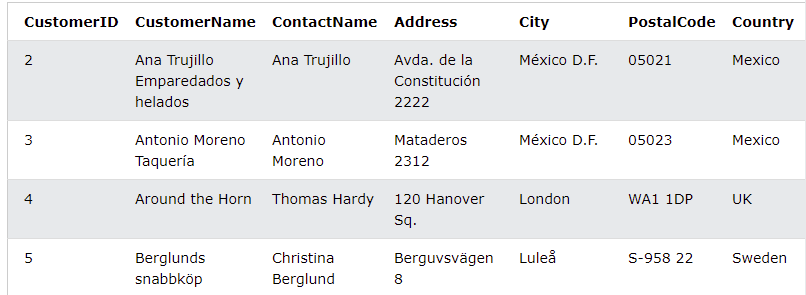 CustomerID CustomerName ContactName Address City PostalCode Country
2 Ana Trujillo Ana Trujillo Avda. de la México D.F. 05021 Mexico
Emparedados y Constitución
helados 2222
3 Antonio Moreno Antonio Mataderos México D.F. 05023 Mexico
Taquería Moreno 2312
4 Around the Horn Thomas Hardy 120 Hanover London WA1 1DP UK
Sq.
5 Berglunds Christina Berguvsvägen Luleå S-958 22 Sweden
snabbköp Berglund 8